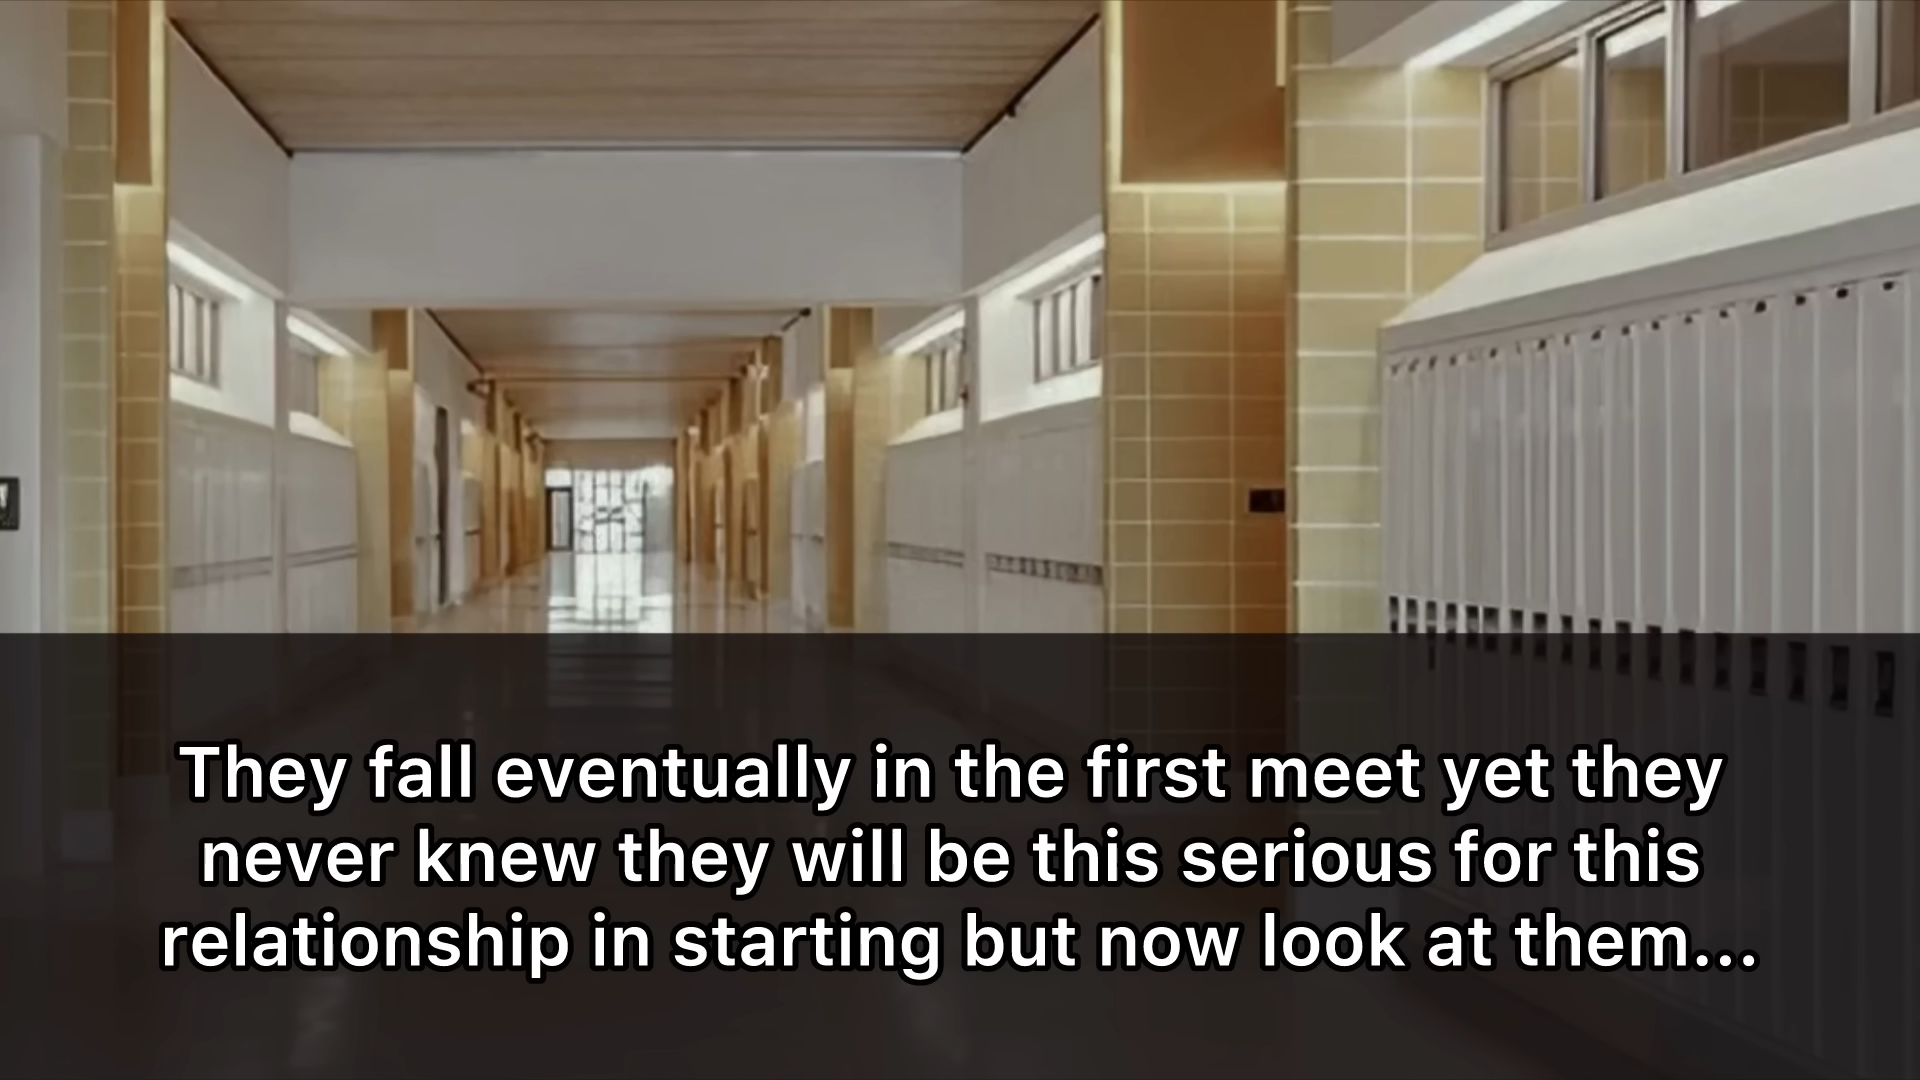 They fall eventually in the first meet yet they
never knew they will be this serious for this
relationship in starting but now look at them...